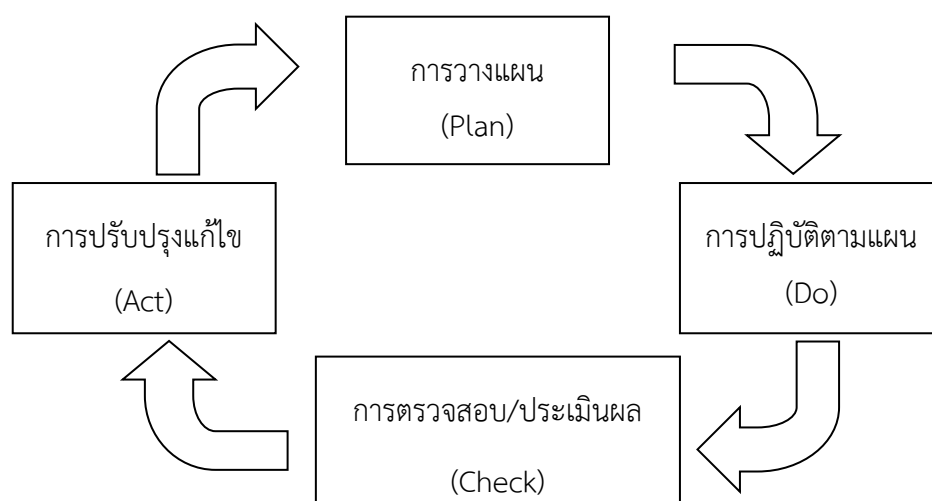 การวางแผน
(Plan)
การปฏิบัติตามแผน
(Do)
การตรวจสอบ/ประเมินผล
(Check)
การปรับปรุงแก้ไข
(Act)